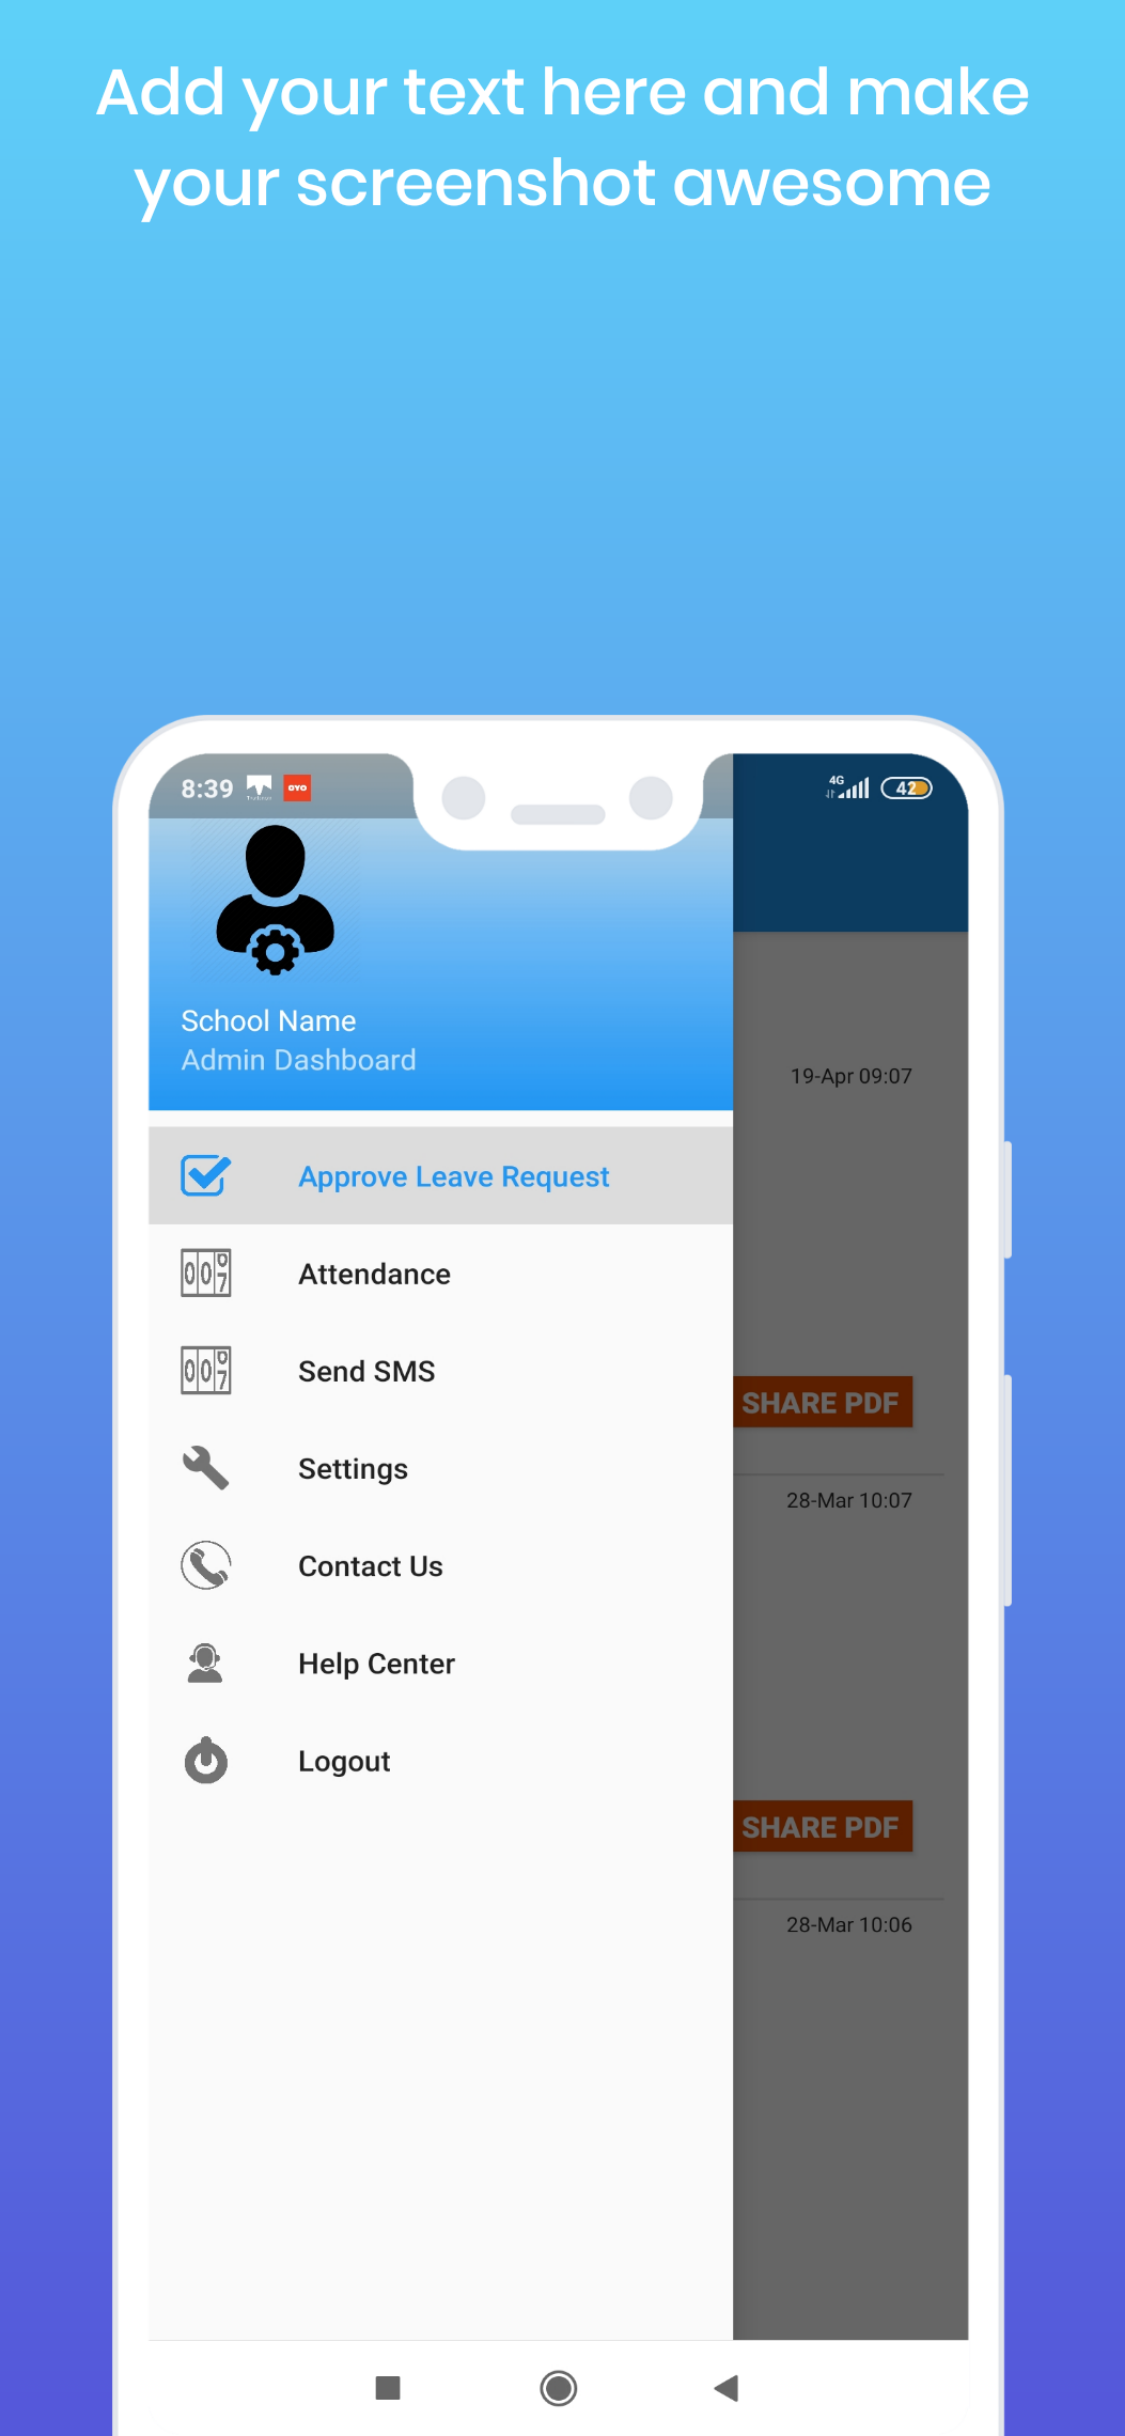 Add your text here and make
your screenshot awesome
8:39
OYO
4G
42
School Name
Admin Dashboard
19-Apr 09:07
Approve Leave Request
Attendance
SHARE PDF
Send SMS
Settings
28-Mar 10:07
Contact Us
Help Center
Logout
SHARE PDF
28-Mar 10:06